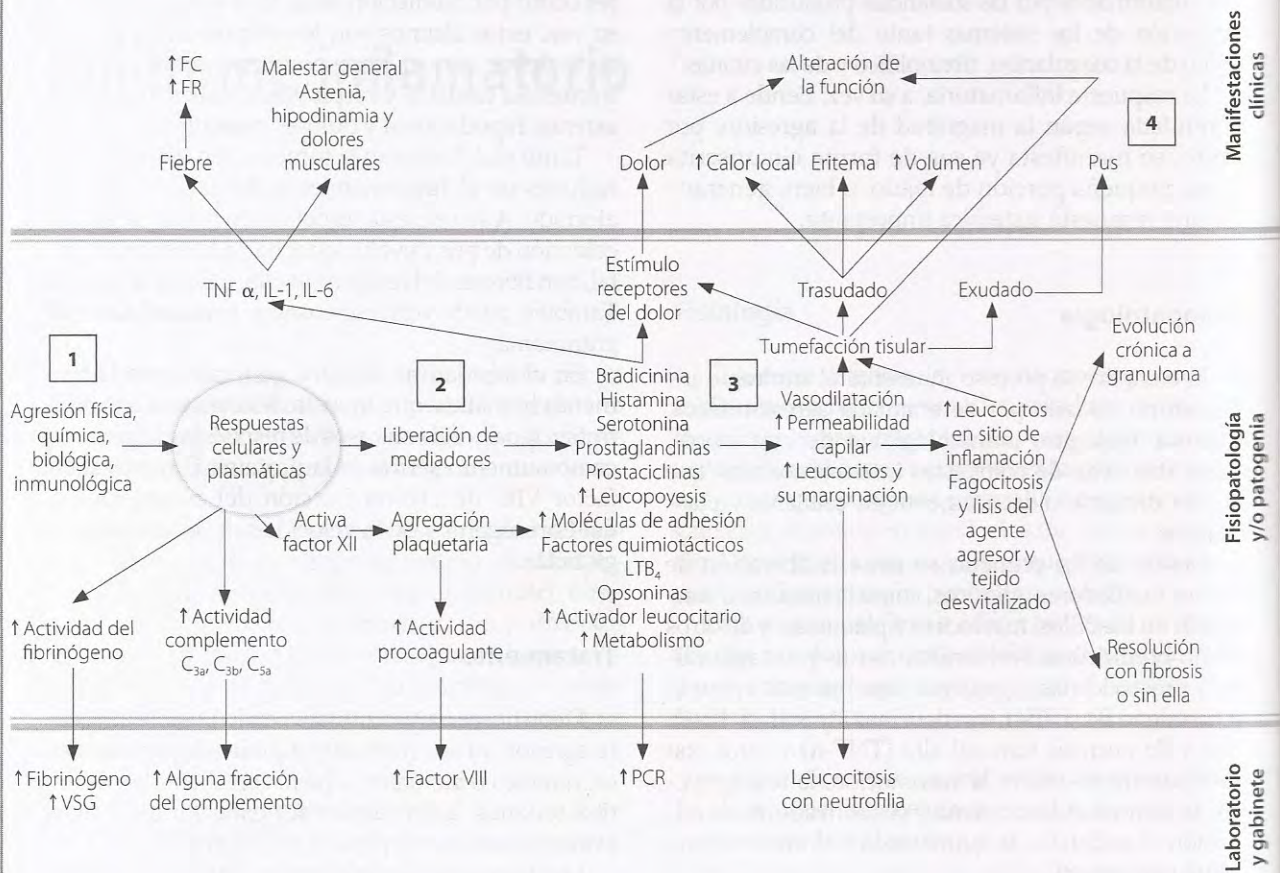 ↑ FC
↑ FR
Malestar general
Astenia,
hipodinamia y
dolores
musculares
Fiebre
Alteración de
la función
4
Dolor
↑ Calor local
Eritema
↑ Volumen
Pus
Manifestaciones
clínicas
TNF α, IL-1, IL-6
Estímulo
receptores
del dolor
Trasudado
Exudado
Tumefacción tisular
Evolución
crónica a
granuloma
1
Agresión física,
química,
biológica,
inmunológica
Respuestas
celulares y
plasmáticas
2
Liberación de
mediadores
Bradicinina
Histamina
Serotonina
Prostaglandinas
Prostaciclinas
↑ Leucopoyesis
3
Vasodilatación
↑ Permeabilidad
capilar
↑ Leucocitos y
su marginación
↑ Leucocitos
en sitio de
inflamación
Fagocitosis
y lisis del
agente
agresor y
tejido
desvitalizado
Activa
factor XII
Agregación
plaquetaria
↑ Moléculas de adhesión
Factores quimiotácticos
LTB4
Opsoninas
↑ Activador leucocitario
↑ Metabolismo
↑ Actividad del
fibrinógeno
↑ Actividad
complemento
C3a, C3b, C5a
↑ Actividad
procoagulante
Resolución
con fibrosis
o sin ella
Fisiopatología
y/o patogenia
↑ Fibrinógeno
↑ VSG
↑ Alguna fracción
del complemento
↑ Factor VIII
↑ PCR
Leucocitosis
con neutrofilia
Laboratorio
y gabinete